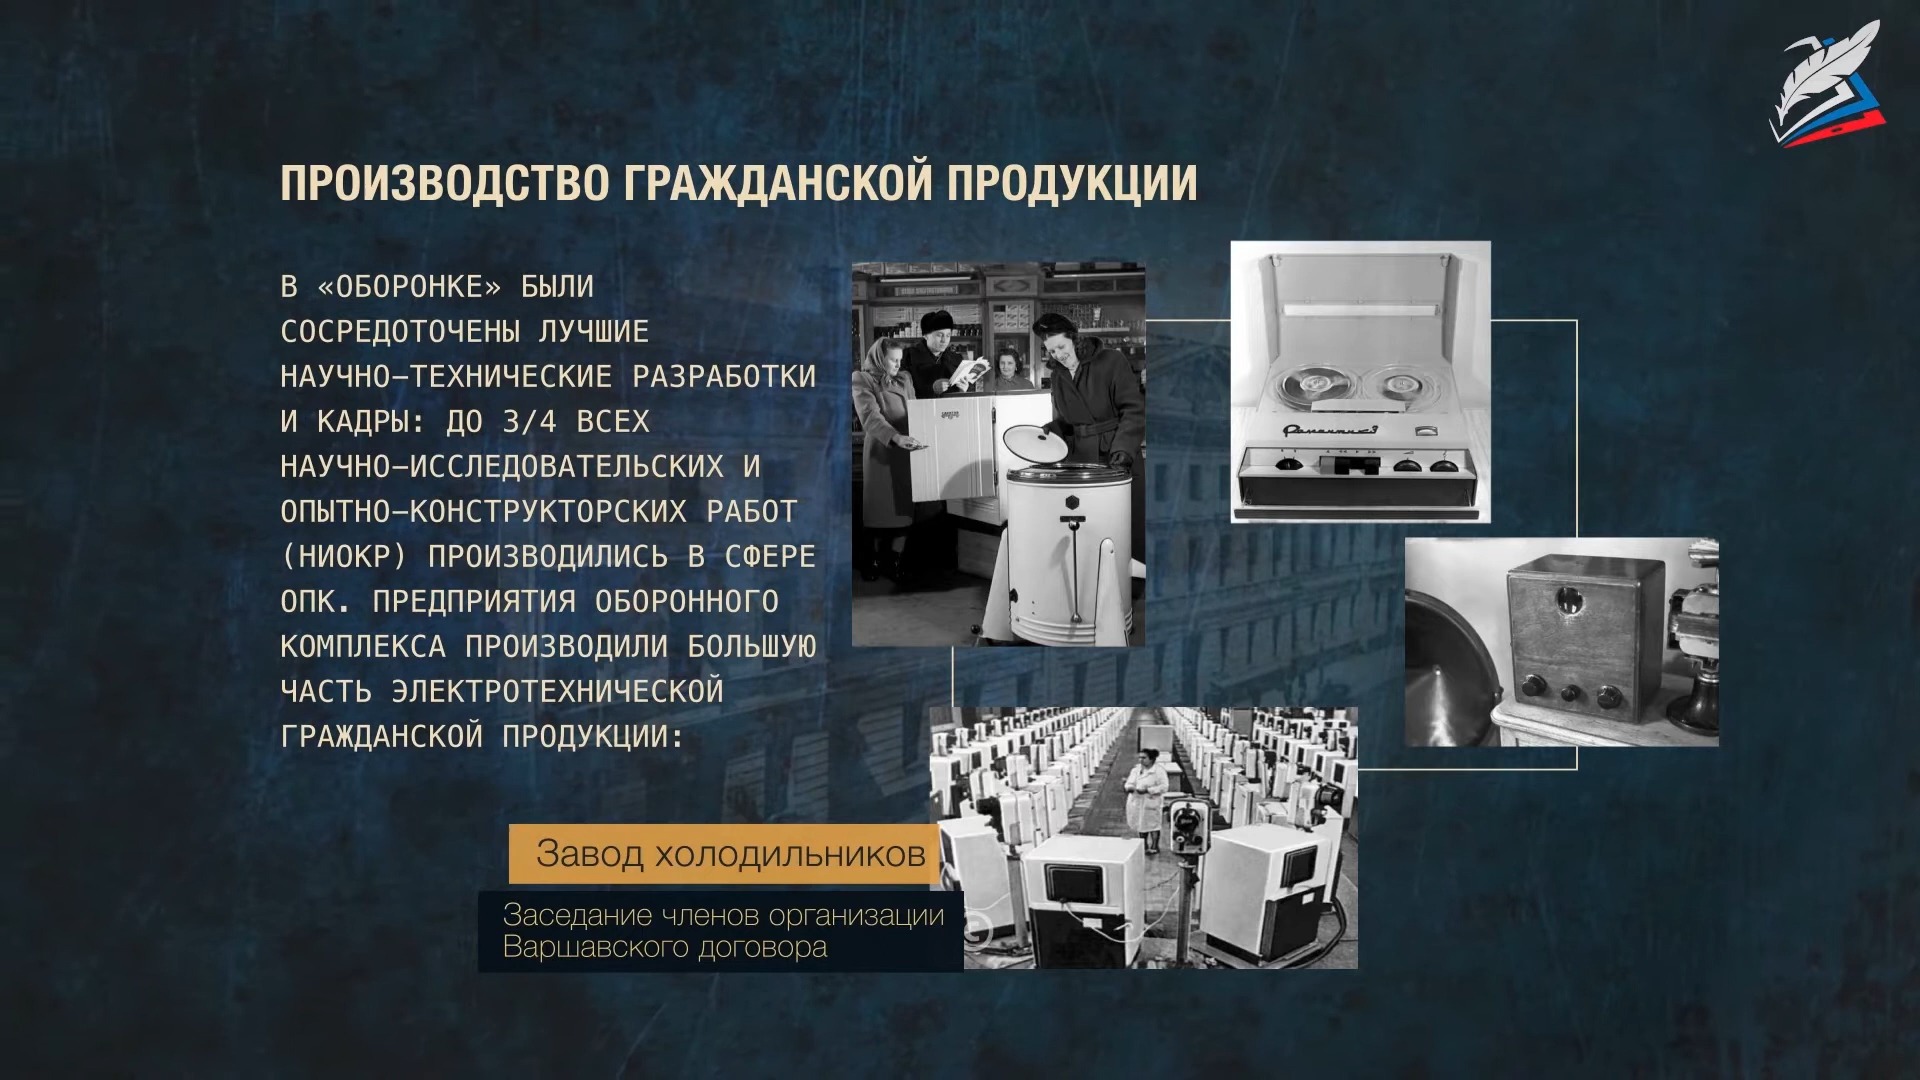 ПРОИЗВОДСТВО ГРАЖДАНСКОЙ ПРОДУКЦИИ
В «ОБОРОНКЕ» БЫЛИ
СОСРЕДОТОЧЕНЫ ЛУЧШИЕ
НАУЧНО–ТЕХНИЧЕСКИЕ РАЗРАБОТКИ
И КАДРЫ: ДО 3/4 ВСЕХ
НАУЧНО–ИССЛЕДОВАТЕЛЬСКИХ И
ОПЫТНО–КОНСТРУКТОРСКИХ РАБОТ
(НИОКР) ПРОИЗВОДИЛИСЬ В СФЕРЕ
ОПК. ПРЕДПРИЯТИЯ ОБОРОННОГО
КОМПЛЕКСА ПРОИЗВОДИЛИ БОЛЬШУЮ
ЧАСТЬ ЭЛЕКТРОТЕХНИЧЕСКОЙ
ГРАЖДАНСКОЙ ПРОДУКЦИИ:
Романтик 3
Завод холодильников
Заседание членов организации
Варшавского договора